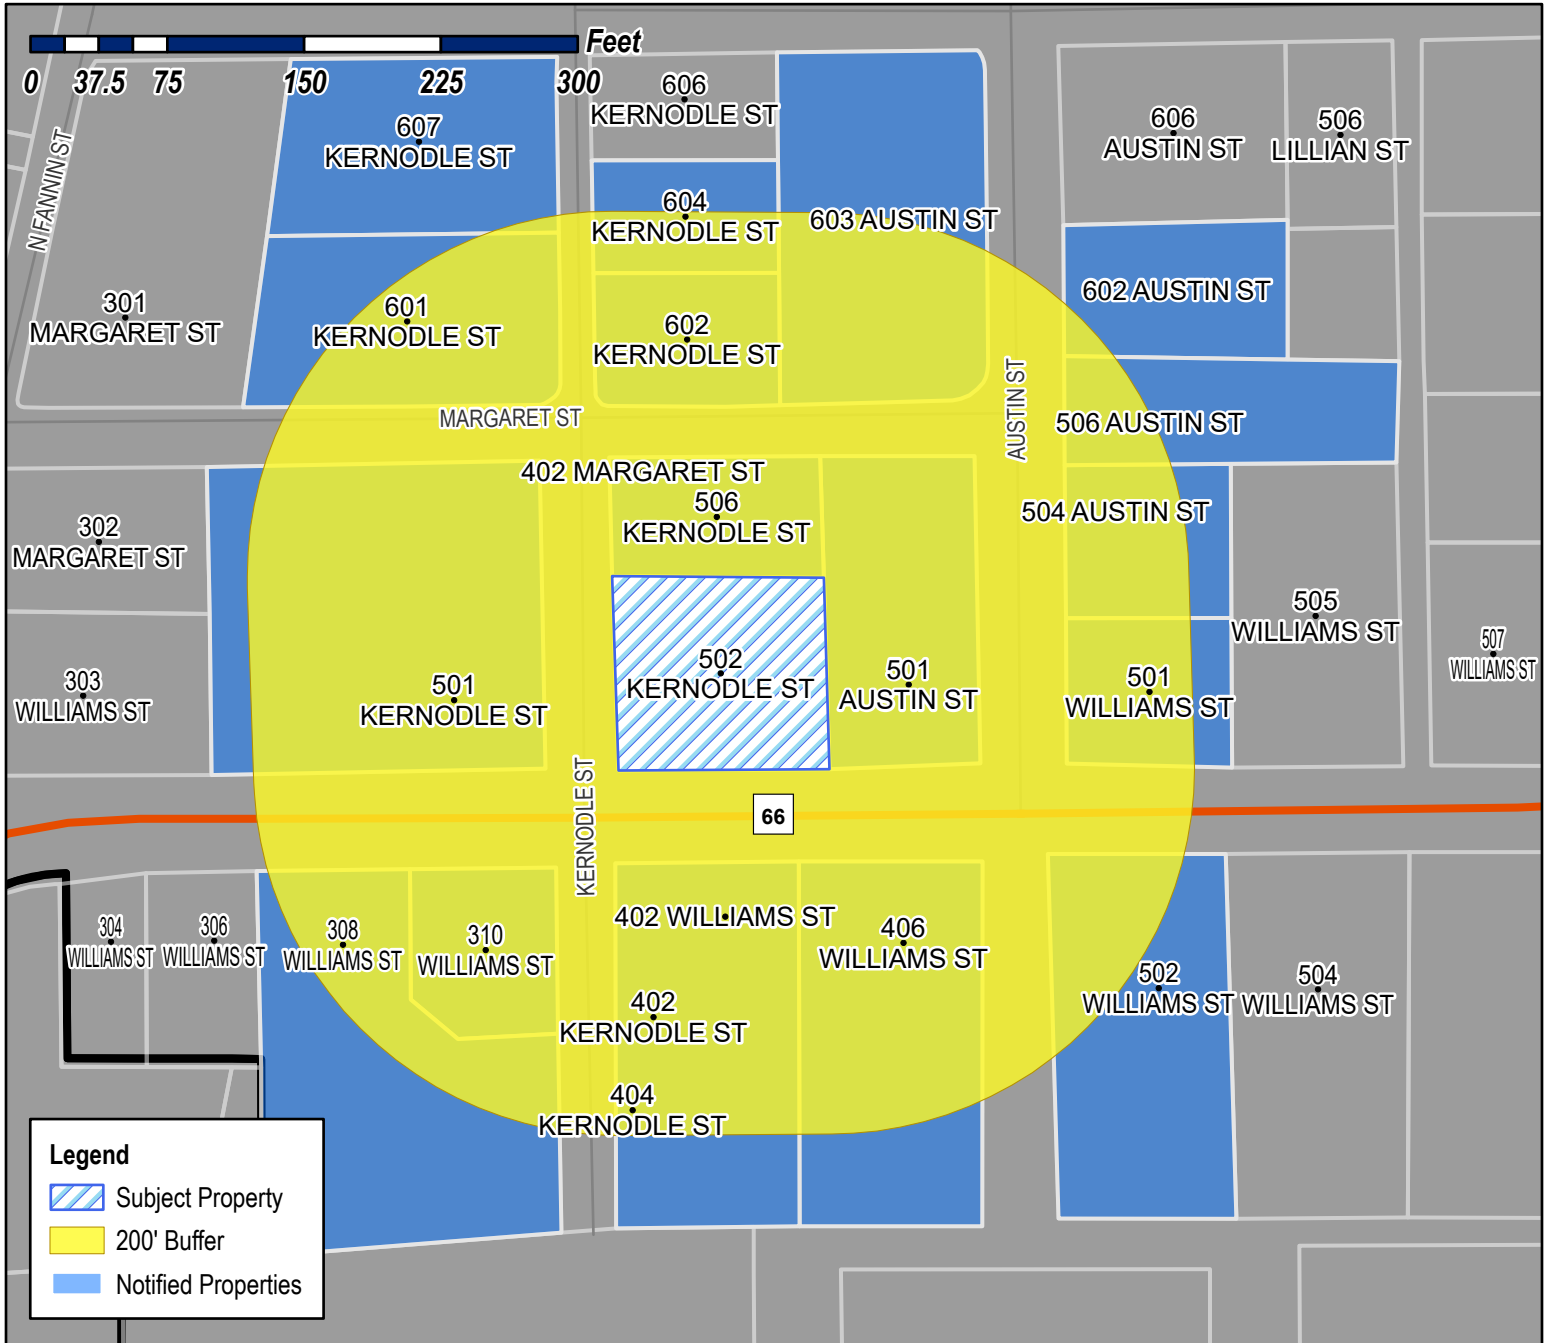 Feet
0 37.5 75 150 225 300
N FANNIN ST
607
KERNODLE ST
606
KERNODLE ST
606
AUSTIN ST
506
LILLIAN ST
604
KERNODLE ST
603 AUSTIN ST
602 AUSTIN ST
301
MARGARET ST
601
KERNODLE ST
602
KERNODLE ST
MARGARET ST
AUSTIN ST
506 AUSTIN ST
402 MARGARET ST
506
KERNODLE ST
504 AUSTIN ST
302
MARGARET ST
505
WILLIAMS ST
507
WILLIAMS ST
303
WILLIAMS ST
501
KERNODLE ST
502
KERNODLE ST
501
AUSTIN ST
501
WILLIAMS ST
KERNODLE ST
66
304
WILLIAMS ST
306
WILLIAMS ST
308
WILLIAMS ST
310
WILLIAMS ST
402 WILLIAMS ST
406
WILLIAMS ST
402
KERNODLE ST
502
WILLIAMS ST
504
WILLIAMS ST
404
KERNODLE ST
Legend
Subject Property
200' Buffer
Notified Properties